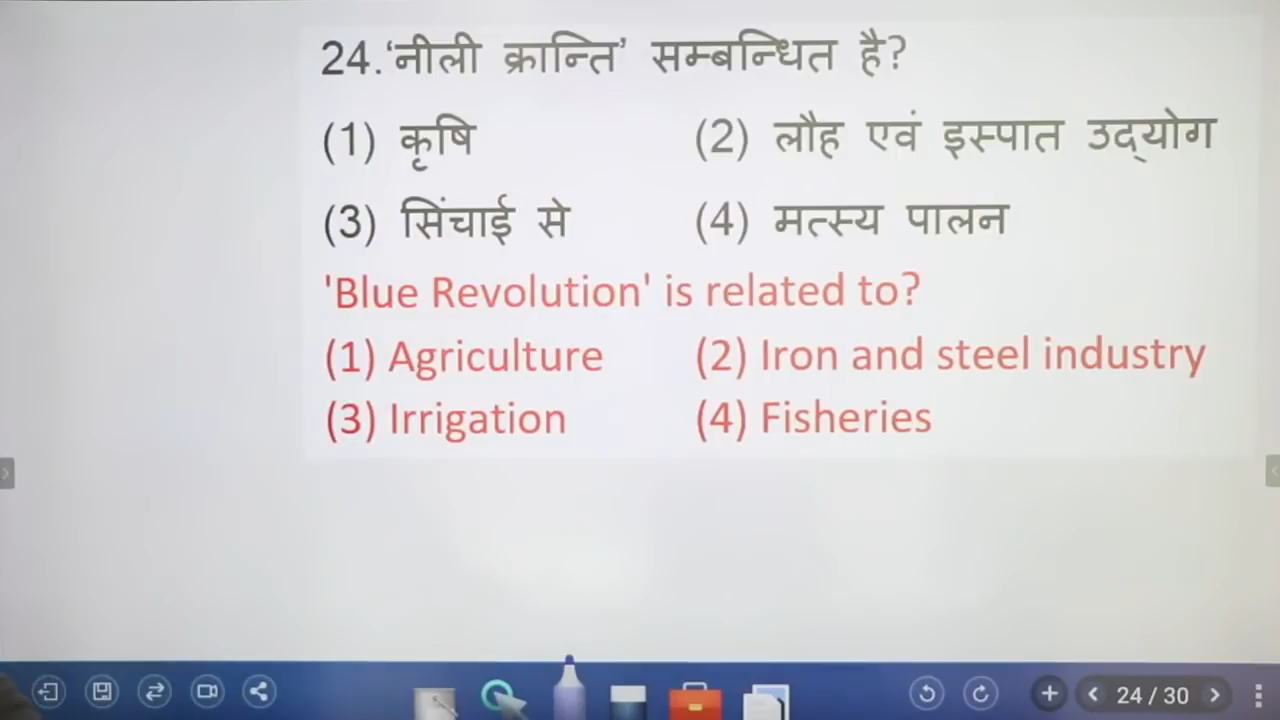 24.‘नीली क्रान्ति’ सम्बन्धित है?
(1) कृषि (2) लौह एवं इस्पात उद्योग
(3) सिंचाई से (4) मत्स्य पालन
'Blue Revolution' is related to?
(1) Agriculture (2) Iron and steel industry
(3) Irrigation (4) Fisheries
24 / 30